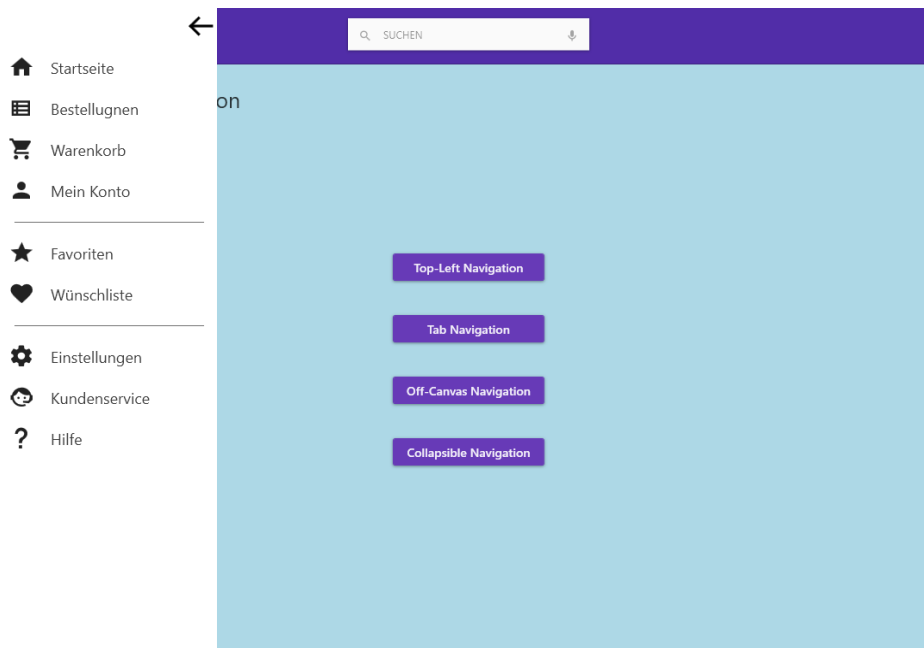 SUCHEN
Startseite
Bestellugnen
Warenkorb
Mein Konto
Favoriten
Wünschliste
Einstellungen
Kundenservice
Hilfe
on
Top-Left Navigation
Tab Navigation
Off-Canvas Navigation
Collapsible Navigation